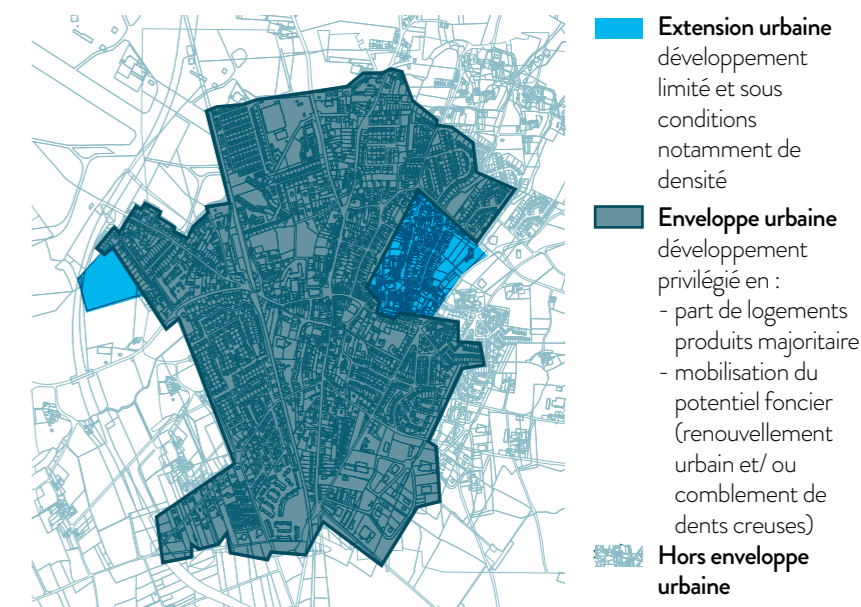 Extension urbaine
développement
limité et sous
conditions
notamment de
densité
Enveloppe urbaine
développement
privilégié en :
- part de logements
produits majoritaire
- mobilisation du
potentiel foncier
(renouvellement
urbain et/ ou
comblement de
dents creuses)
Hors enveloppe
urbaine